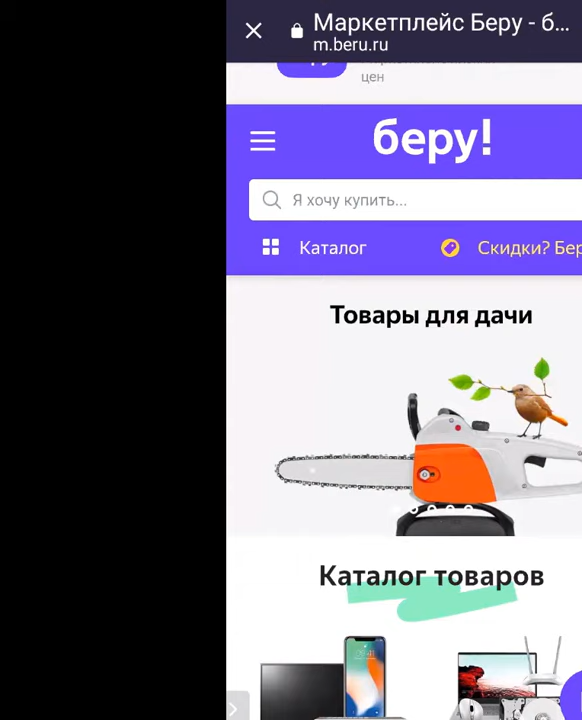 Маркетплейс Беру - б...
m.beru.ru
цен
беру!
Я хочу купить...
Каталог
Скидки? Бер
Товары для дачи
Каталог товаров